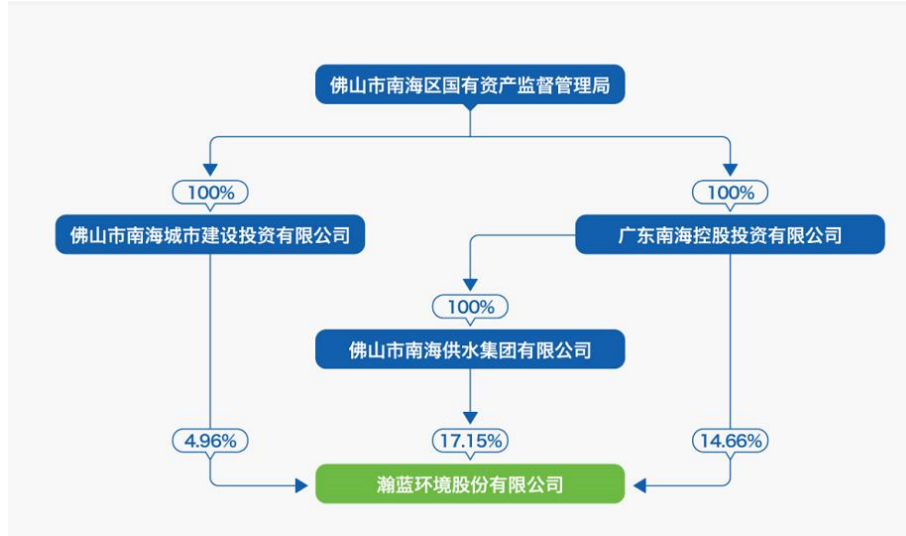 佛山市南海区国有资产监督管理局
100%
100%
佛山市南海城市建设投资有限公司
广东南海控股投资有限公司
100%
佛山市南海供水集团有限公司
4.96%
17.15%
14.66%
瀚蓝环境股份有限公司